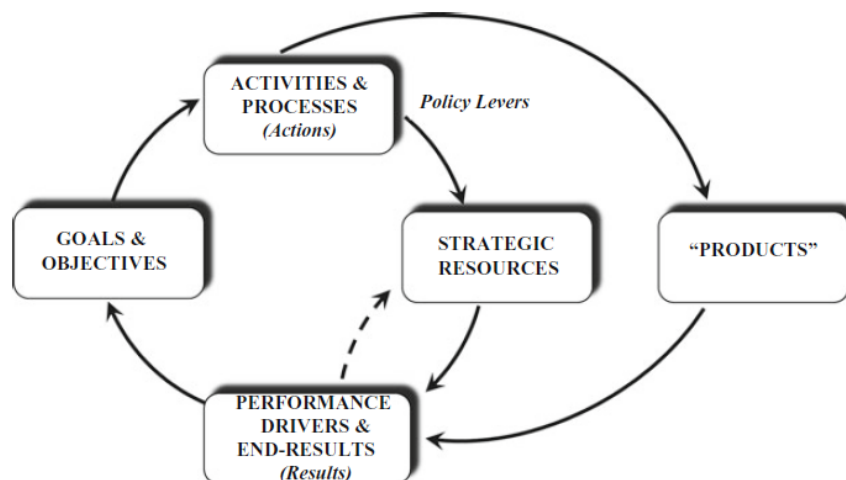 ACTIVITIES &
PROCESSES
(Actions)
Policy Levers
GOALS &
OBJECTIVES
STRATEGIC
RESOURCES
“PRODUCTS”
PERFORMANCE
DRIVERS &
END-RESULTS
(Results)